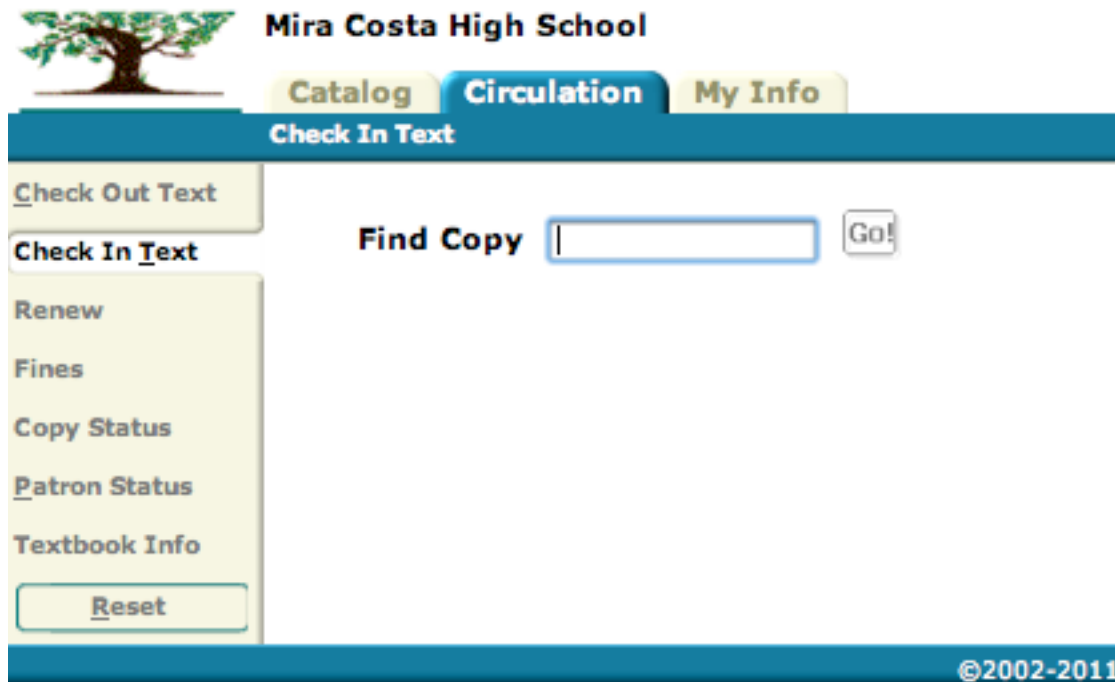 Mira Costa High School
Catalog Circulation My Info
Check In Text
Check Out Text
Check In Text
Renew
Fines
Copy Status
Patron Status
Textbook Info
Reset
Find Copy Go!
©2002-2011